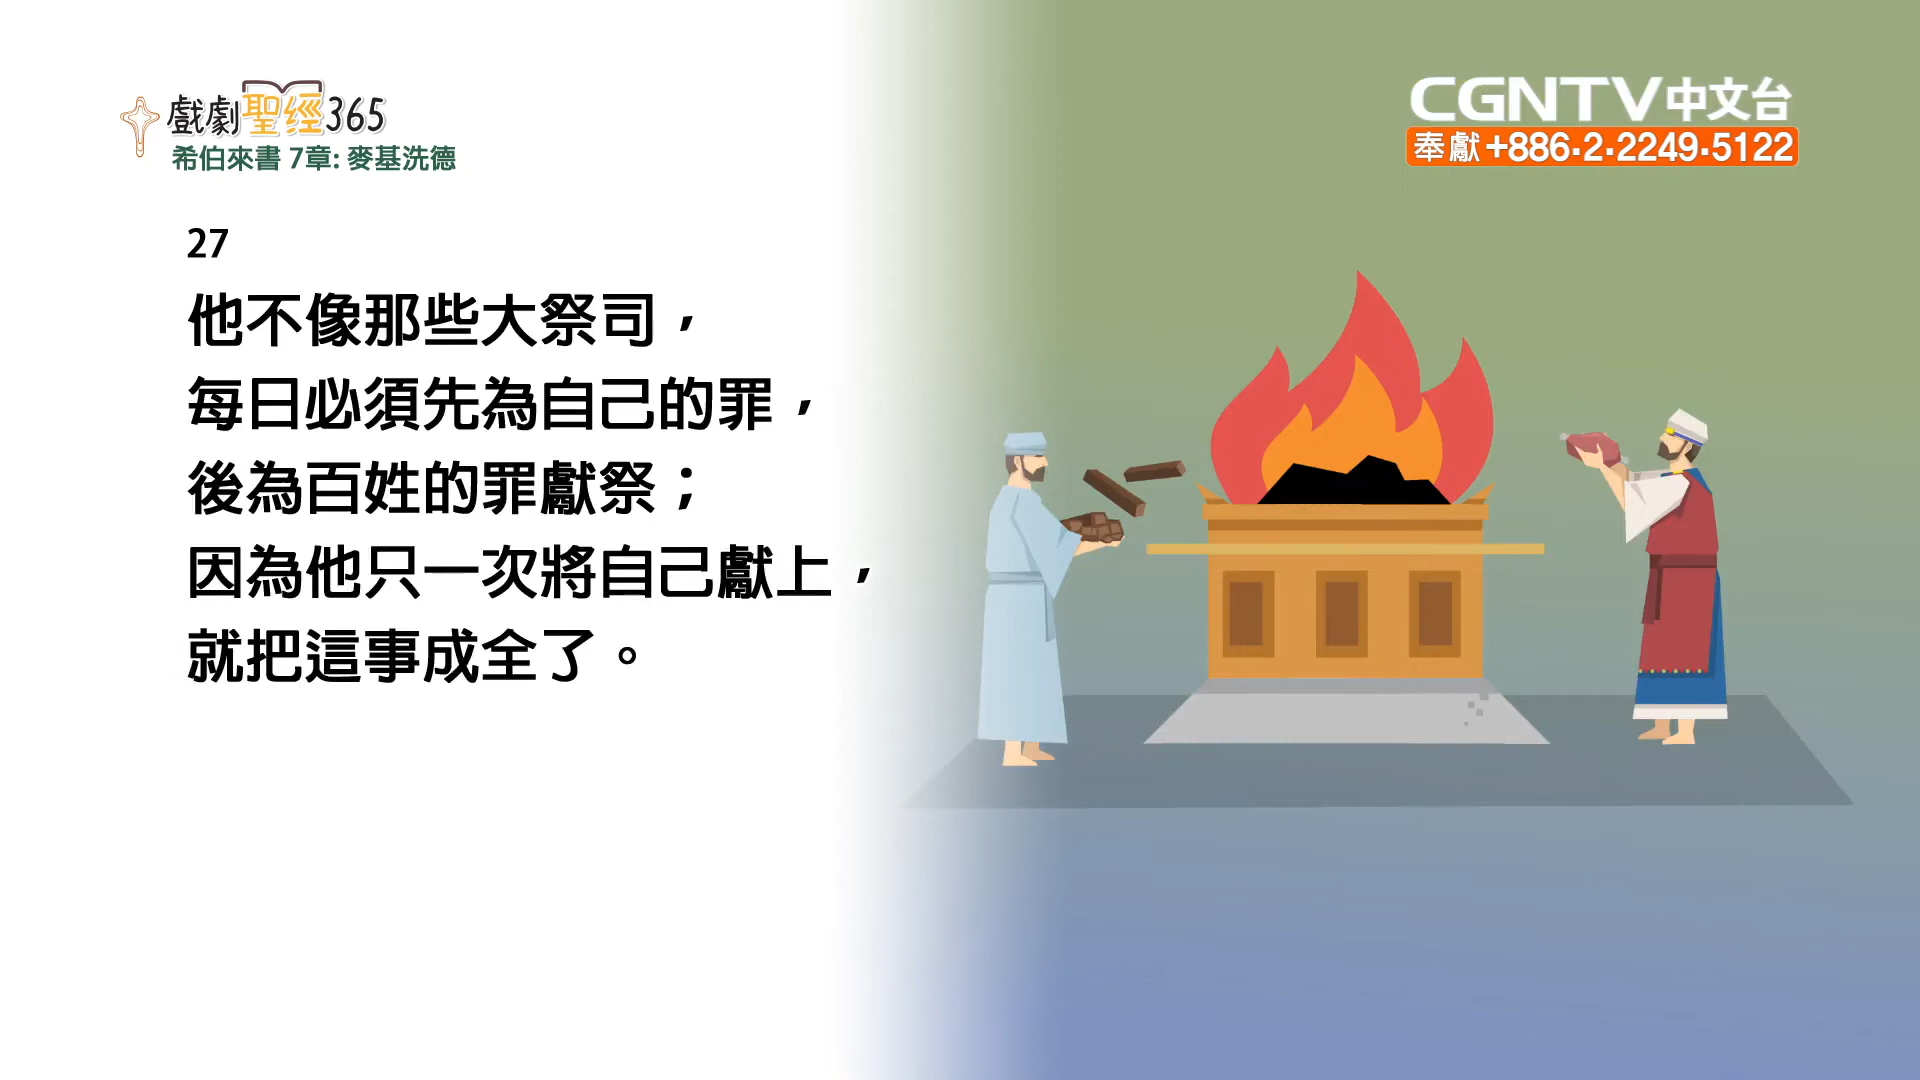 戲劇聖經365
希伯來書 7章: 麥基洗德
CGNTV中文台
奉獻 +886·2·2249·5122
27
他不像那些大祭司，
每日必須先為自己的罪，
後為百姓的罪獻祭；
因為他只一次將自己獻上，
就把這事成全了。